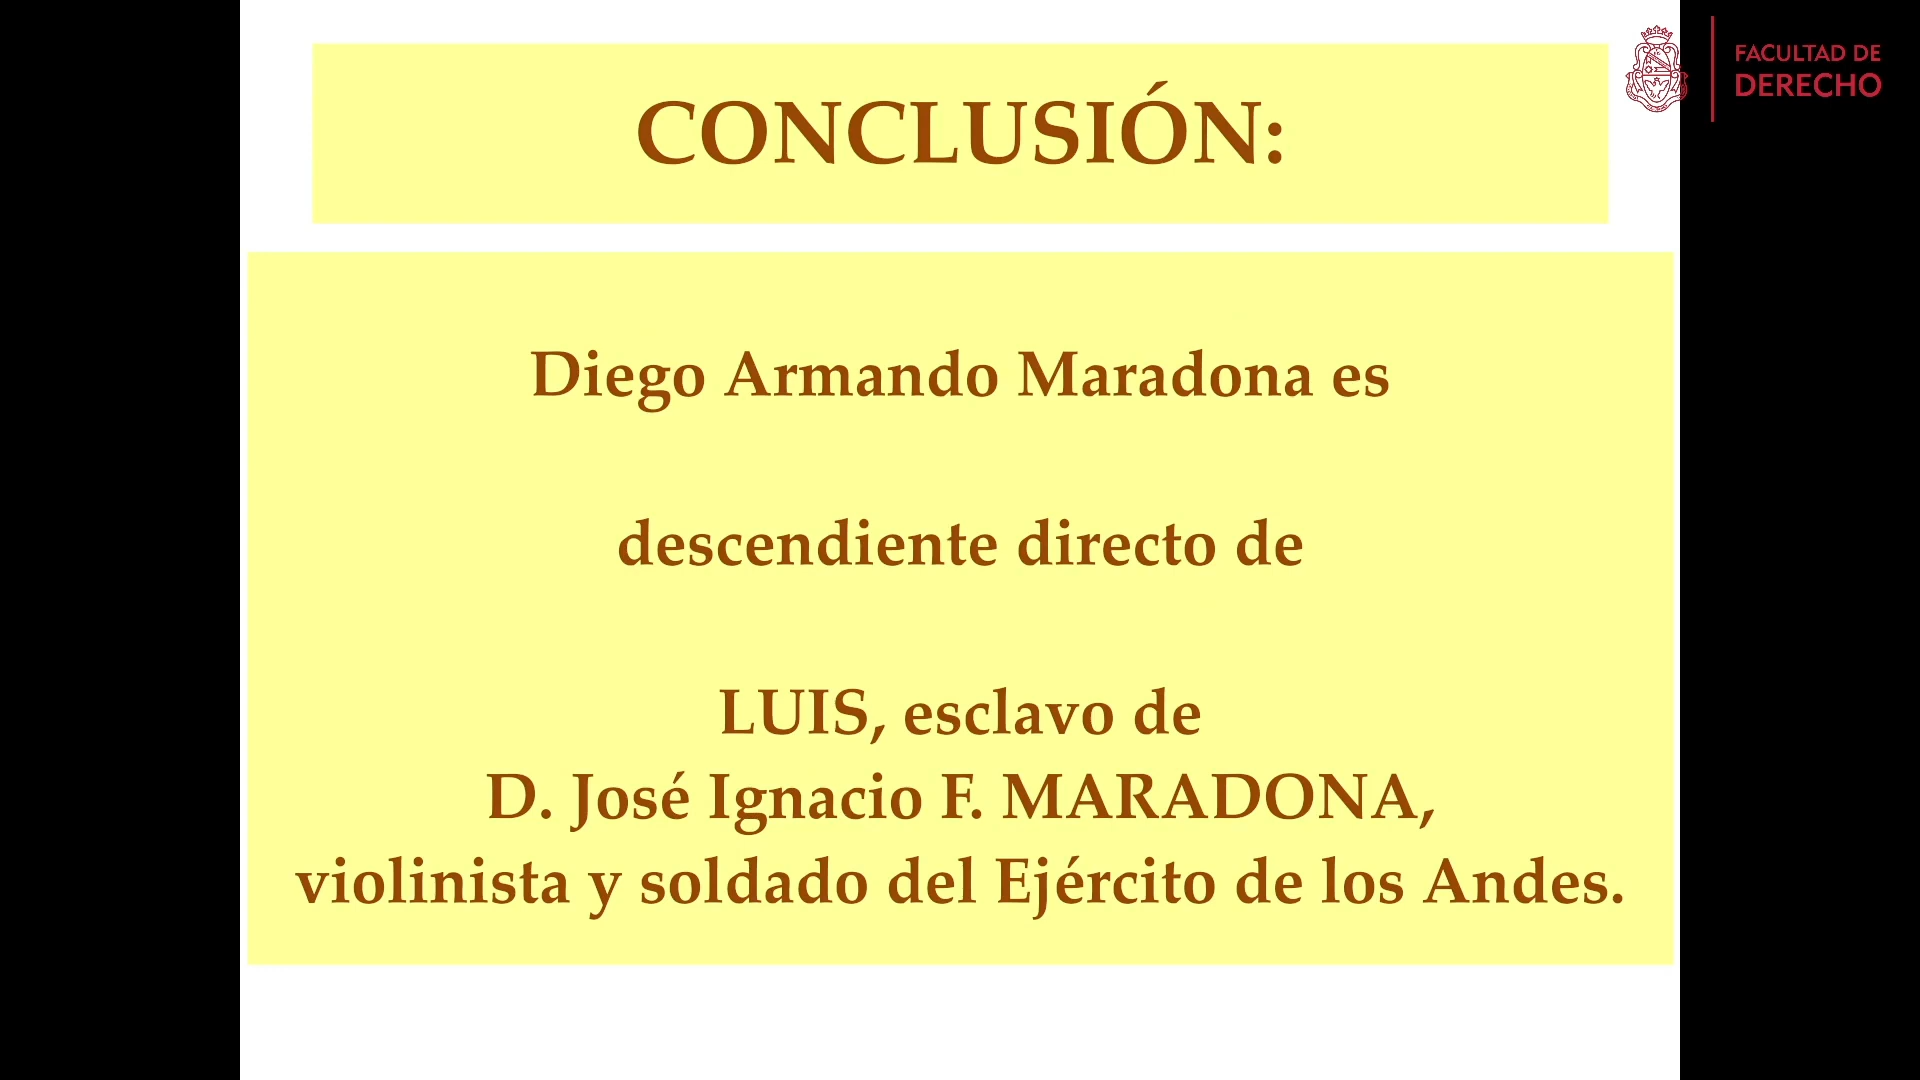 FACULTAD DE
DERECHO
CONCLUSIÓN:
Diego Armando Maradona es
descendiente directo de
LUIS, esclavo de
D. José Ignacio F. MARADONA,
violinista y soldado del Ejército de los Andes.